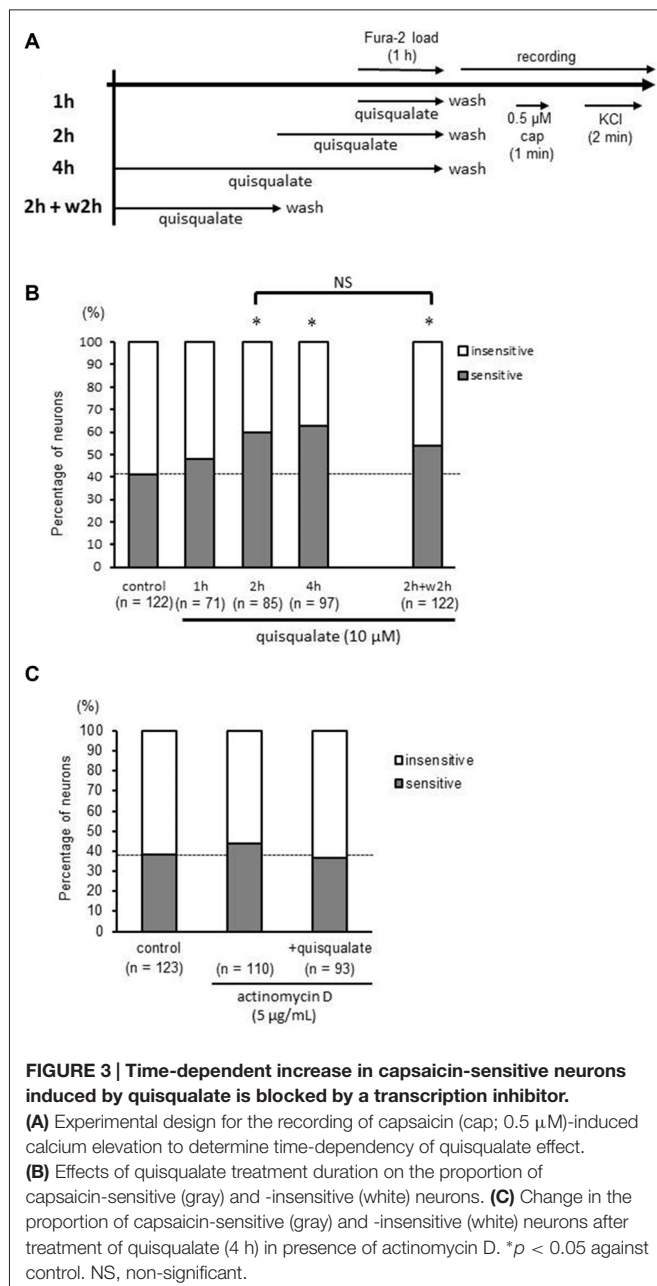 A
Fura-2 load
(1 h)
recording
1h
quisqualate
wash
0.5 μM
cap
(1 min)
KCl
(2 min)
2h
quisqualate
wash
4h
quisqualate
wash
2h + w2h
quisqualate
wash
B
NS
(%)
* * *
Percentage of neurons
100
90
80
70
60
50
40
30
20
10
0
insensitive
sensitive
control 1h 2h 4h 2h+w2h
(n = 122) (n = 71) (n = 85) (n = 97) (n = 122)
quisqualate (10 μM)
C
(%)
Percentage of neurons
100
90
80
70
60
50
40
30
20
10
0
insensitive
sensitive
control +quisqualate
(n = 123) (n = 110) (n = 93)
actinomycin D
(5 μg/mL)
FIGURE 3 | Time-dependent increase in capsaicin-sensitive neurons
induced by quisqualate is blocked by a transcription inhibitor.
(A) Experimental design for the recording of capsaicin (cap; 0.5 μM)-induced
calcium elevation to determine time-dependency of quisqualate effect.
(B) Effects of quisqualate treatment duration on the proportion of
capsaicin-sensitive (gray) and -insensitive (white) neurons. (C) Change in the
proportion of capsaicin-sensitive (gray) and -insensitive (white) neurons after
treatment of quisqualate (4 h) in presence of actinomycin D. *p < 0.05 against
control. NS, non-significant.